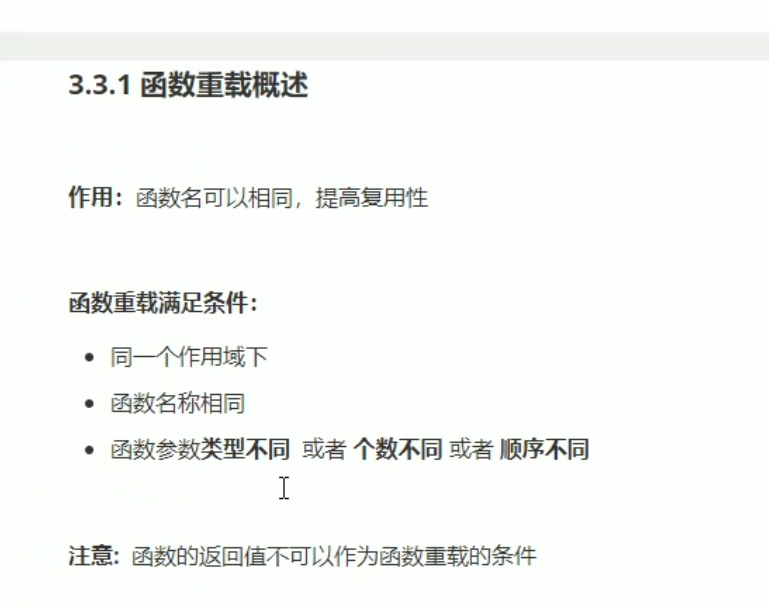 3.3.1 函数重载概述
作用：函数名可以相同，提高复用性
函数重载满足条件：
同一个作用域下
函数名称相同
函数参数类型不同 或者 个数不同 或者 顺序不同
注意: 函数的返回值不可以作为函数重载的条件